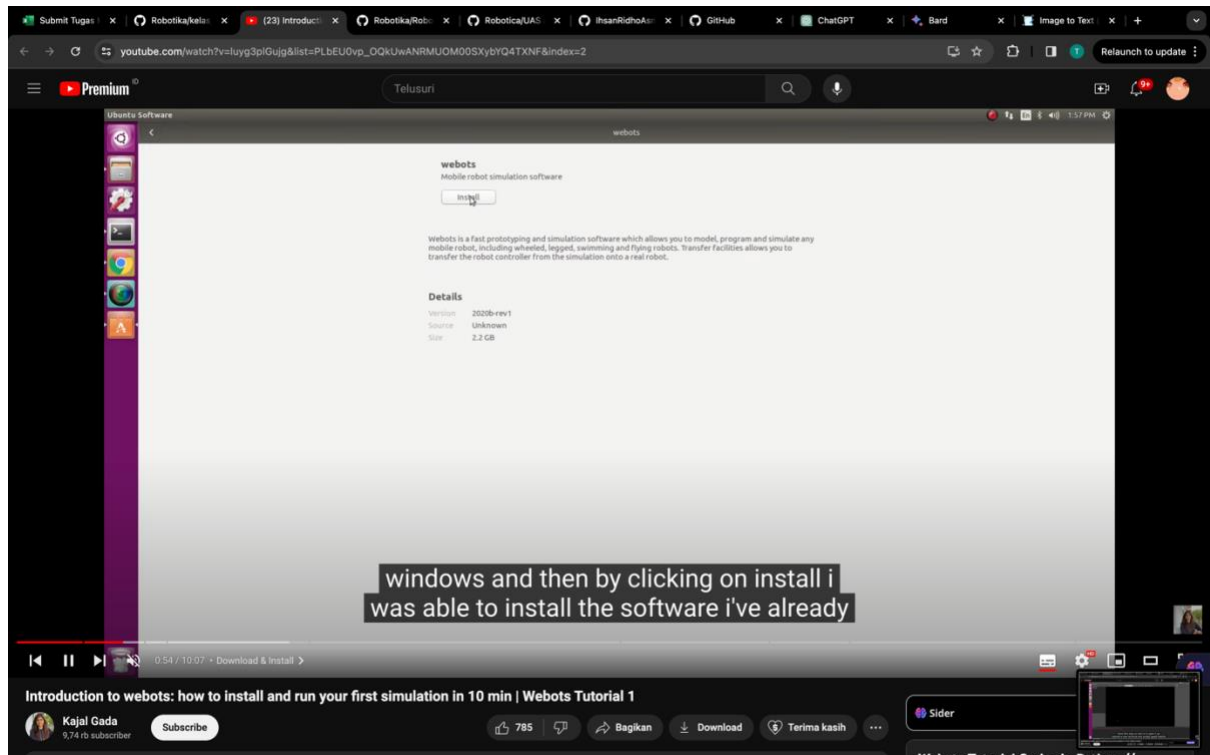 Submit Tugas
Robotika/kelas
(23) Introducti
Robotika/Robo
Robotica/UAS
IhsanRidhoAsm
GitHub
ChatGPT
Bard
Image to Text
youtube.com/watch?v=luyg3plGujg&list=PLbEU0vp_OQkUwANRMUOM00SXybYQ4TXNF&index=2
Relaunch to update
Premium ID
Telusuri
9+
Ubuntu Software
En
1:57 PM
webots
webots
Mobile robot simulation software
Install
Webots is a fast prototyping and simulation software which allows you to model, program and simulate any
mobile robot, including wheeled, legged, swimming and flying robots. Transfer facilities allows you to
transfer the robot controller from the simulation onto a real robot.
Details
Version 2020b-rev1
Source Unknown
Size 2.2 GB
windows and then by clicking on install i
was able to install the software i've already
0:54 / 10:07 • Download & Install
Introduction to webots: how to install and run your first simulation in 10 min | Webots Tutorial 1
Kajal Gada
9,74 rb subscriber
Subscribe
785
Bagikan
Download
Terima kasih
Sider